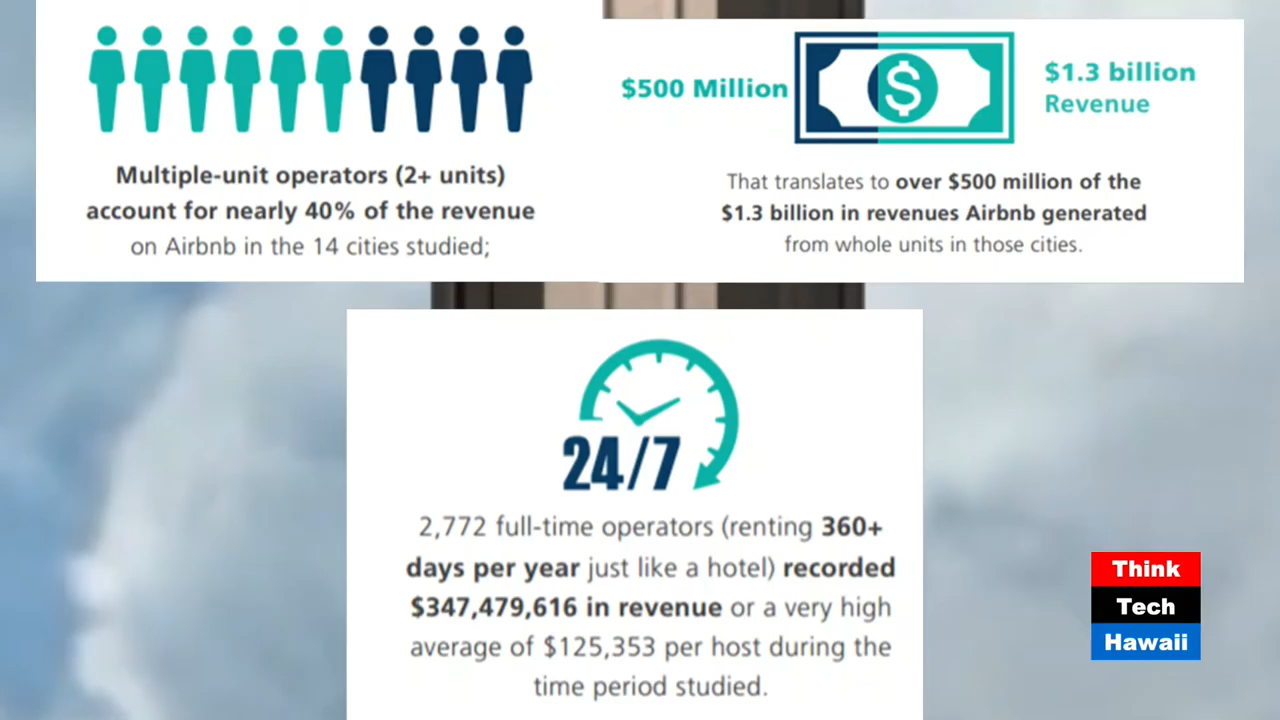 Multiple-unit operators (2+ units)
account for nearly 40% of the revenue
on Airbnb in the 14 cities studied;
$500 Million
$
$1.3 billion
Revenue
That translates to over $500 million of the
$1.3 billion in revenues Airbnb generated
from whole units in those cities.
24/7
2,772 full-time operators (renting 360+
days per year just like a hotel) recorded
$347,479,616 in revenue or a very high
average of $125,353 per host during the
time period studied.
Think
Tech
Hawaii